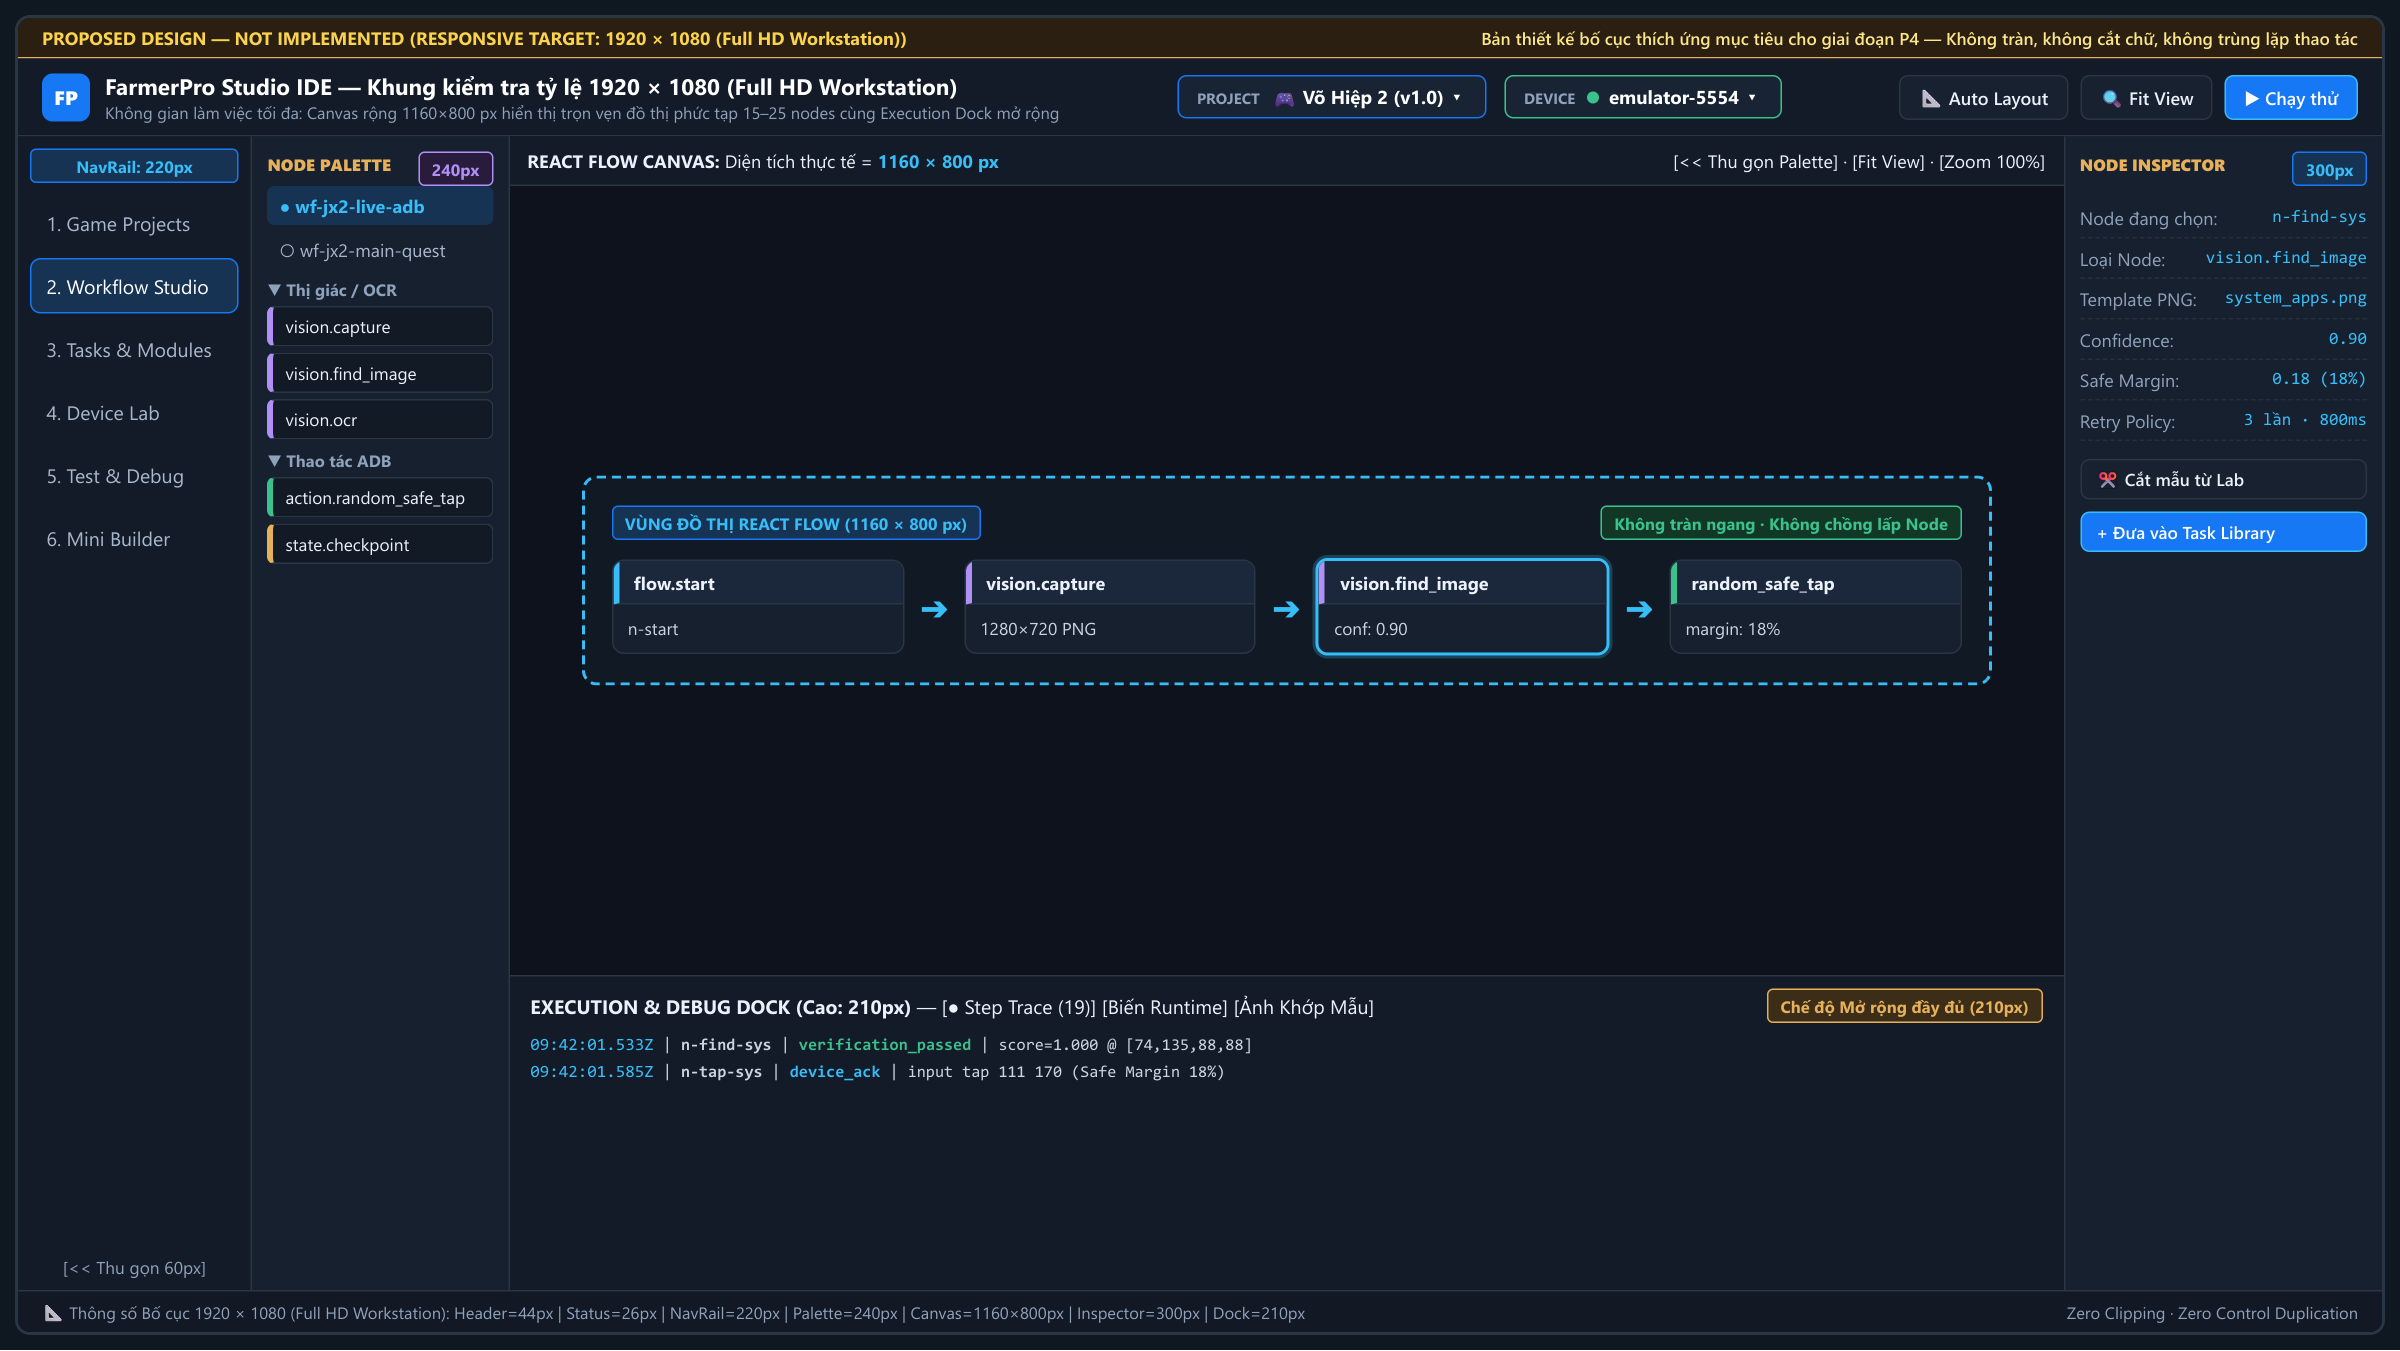 PROPOSED DESIGN — NOT IMPLEMENTED (RESPONSIVE TARGET: 1920 × 1080 (Full HD Workstation))
Bản thiết kế bố cục thích ứng mục tiêu cho giai đoạn P4 — Không tràn, không cắt chữ, không trùng lặp thao tác
FP
FarmerPro Studio IDE — Khung kiểm tra tỷ lệ 1920 × 1080 (Full HD Workstation)
Không gian làm việc tối đa: Canvas rộng 1160×800 px hiển thị trọn vẹn đồ thị phức tạp 15–25 nodes cùng Execution Dock mở rộng
PROJECT 🎮 Võ Hiệp 2 (v1.0) ▾
DEVICE ● emulator-5554 ▾
📐 Auto Layout
🔍 Fit View
▶ Chạy thử
NavRail: 220px
1. Game Projects
2. Workflow Studio
3. Tasks & Modules
4. Device Lab
5. Test & Debug
6. Mini Builder
[<< Thu gọn 60px]
NODE PALETTE
240px
● wf-jx2-live-adb
○ wf-jx2-main-quest
▼ Thị giác / OCR
vision.capture
vision.find_image
vision.ocr
▼ Thao tác ADB
action.random_safe_tap
state.checkpoint
REACT FLOW CANVAS: Diện tích thực tế = 1160 × 800 px
[<< Thu gọn Palette] · [Fit View] · [Zoom 100%]
VÙNG ĐỒ THỊ REACT FLOW (1160 × 800 px)
Không tràn ngang · Không chồng lấp Node
flow.start
n-start
➔
vision.capture
1280×720 PNG
➔
vision.find_image
conf: 0.90
➔
random_safe_tap
margin: 18%
EXECUTION & DEBUG DOCK (Cao: 210px) — [● Step Trace (19)] [Biến Runtime] [Ảnh Khớp Mẫu]
Chế độ Mở rộng đầy đủ (210px)
09:42:01.533Z | n-find-sys | verification_passed | score=1.000 @ [74,135,88,88]
09:42:01.585Z | n-tap-sys | device_ack | input tap 111 170 (Safe Margin 18%)
NODE INSPECTOR
300px
Node đang chọn: n-find-sys
Loại Node: vision.find_image
Template PNG: system_apps.png
Confidence: 0.90
Safe Margin: 0.18 (18%)
Retry Policy: 3 lần · 800ms
✂ Cắt mẫu từ Lab
+ Đưa vào Task Library
📐 Thông số Bố cục 1920 × 1080 (Full HD Workstation): Header=44px | Status=26px | NavRail=220px | Palette=240px | Canvas=1160×800px | Inspector=300px | Dock=210px
Zero Clipping · Zero Control Duplication